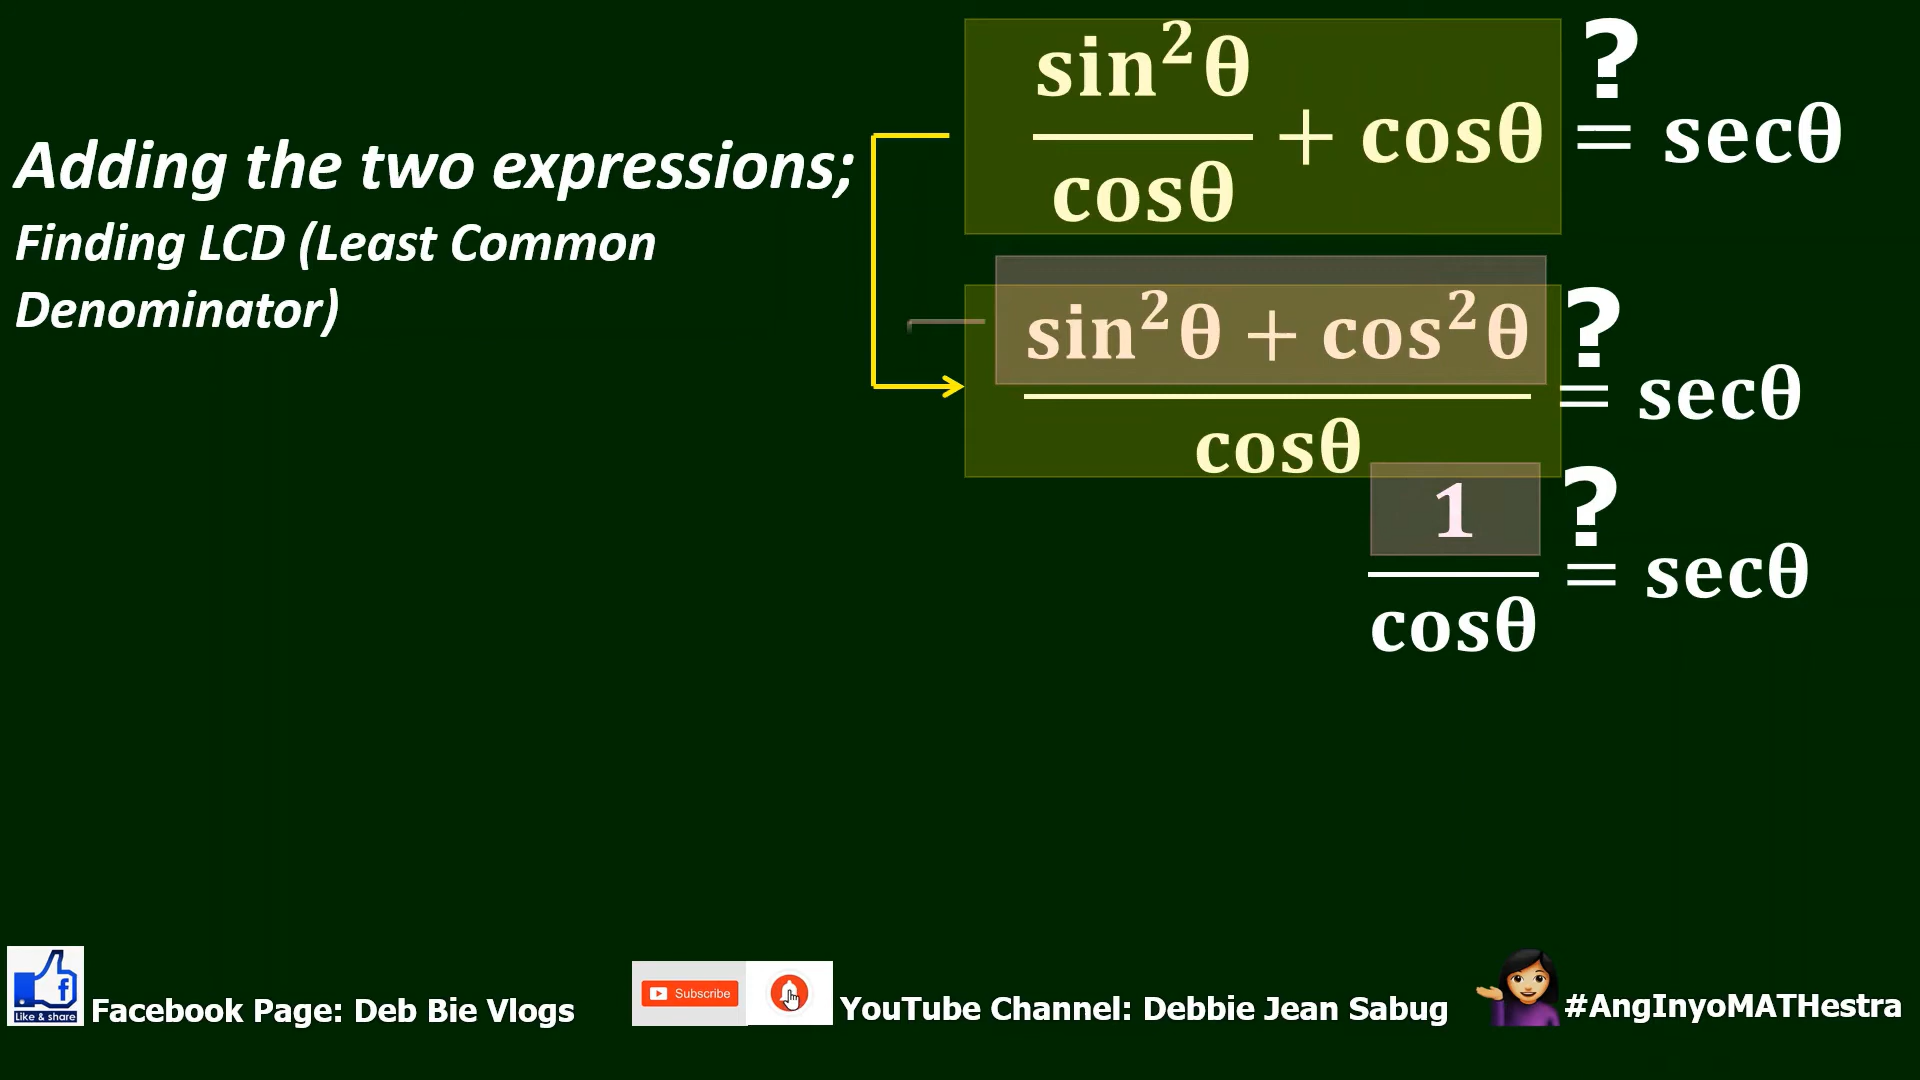 Adding the two expressions;
Finding LCD (Least Common
Denominator)
sin²θ
cosθ
+ cosθ
?
= secθ
sin²θ + cos²θ
cosθ
?
= secθ
1
cosθ
?
= secθ
f
Like & share
Facebook Page: Deb Bie Vlogs
Subscribe
YouTube Channel: Debbie Jean Sabug
#AngInyoMATHestra